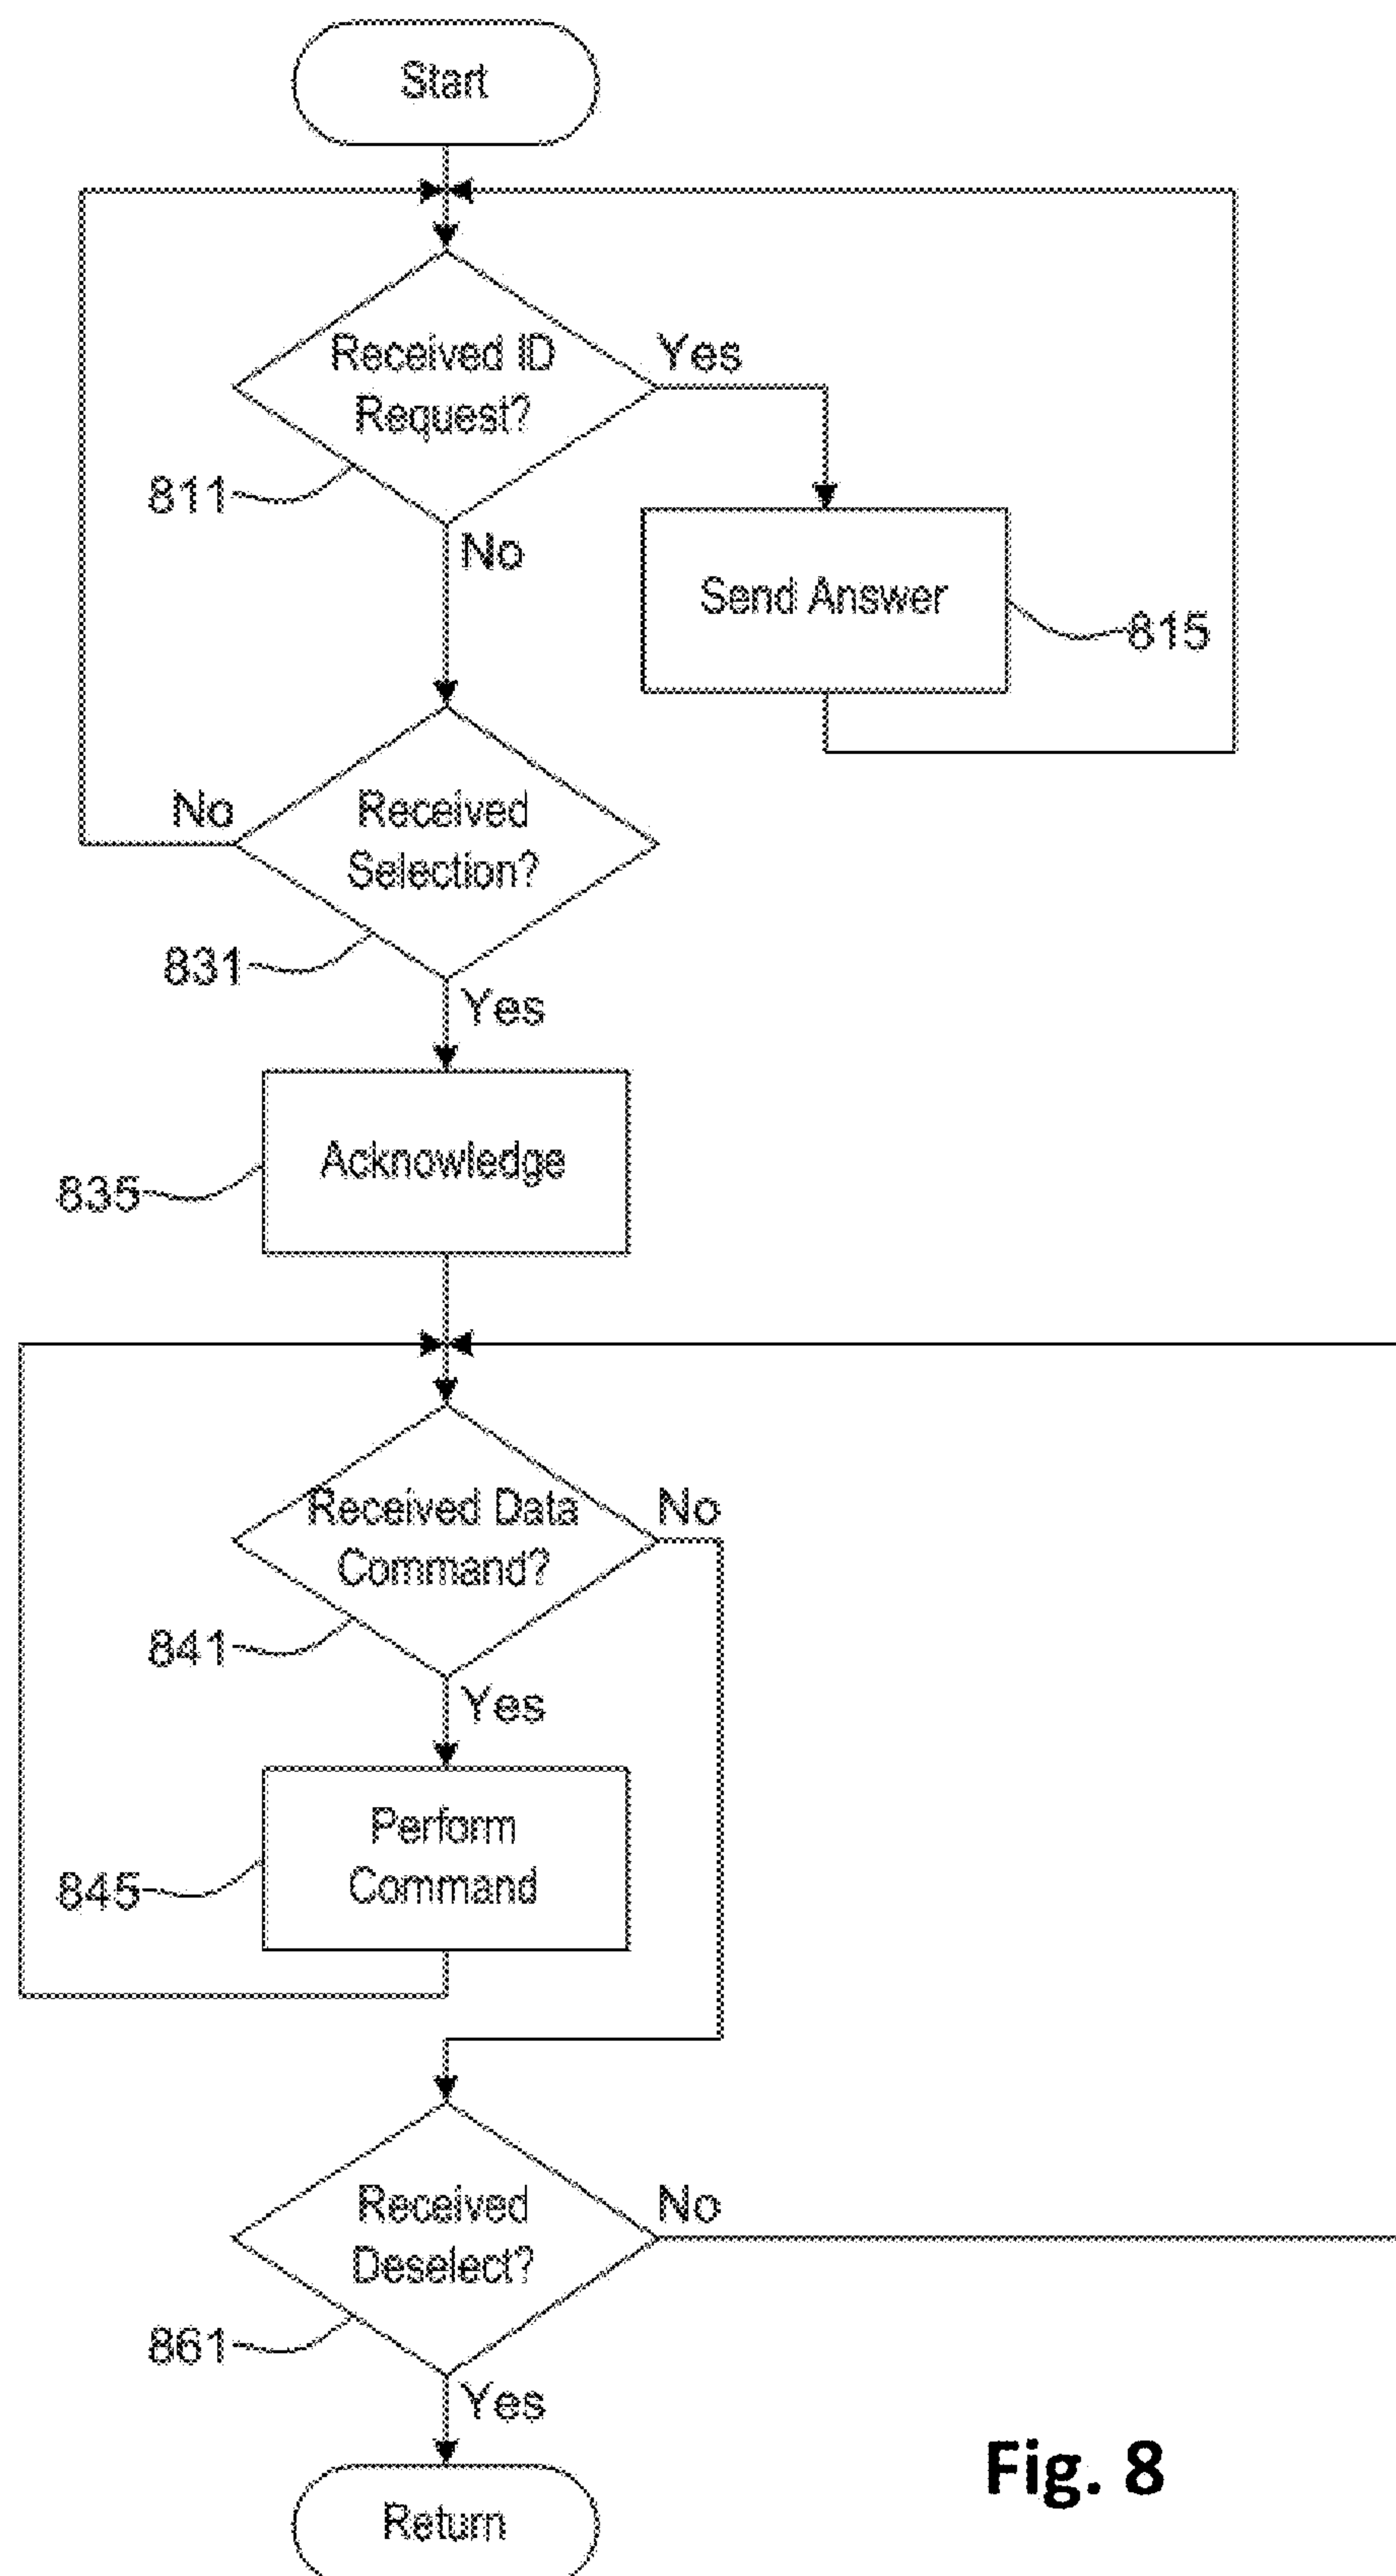 Start
Received ID
Request?
Yes
811
No
Send Answer
815
No
Received
Selection?
831
Yes
Acknowledge
835
Received Data
Command?
No
841
Yes
Perform
Command
845
Received
Deselect?
No
861
Yes
Return
Fig. 8